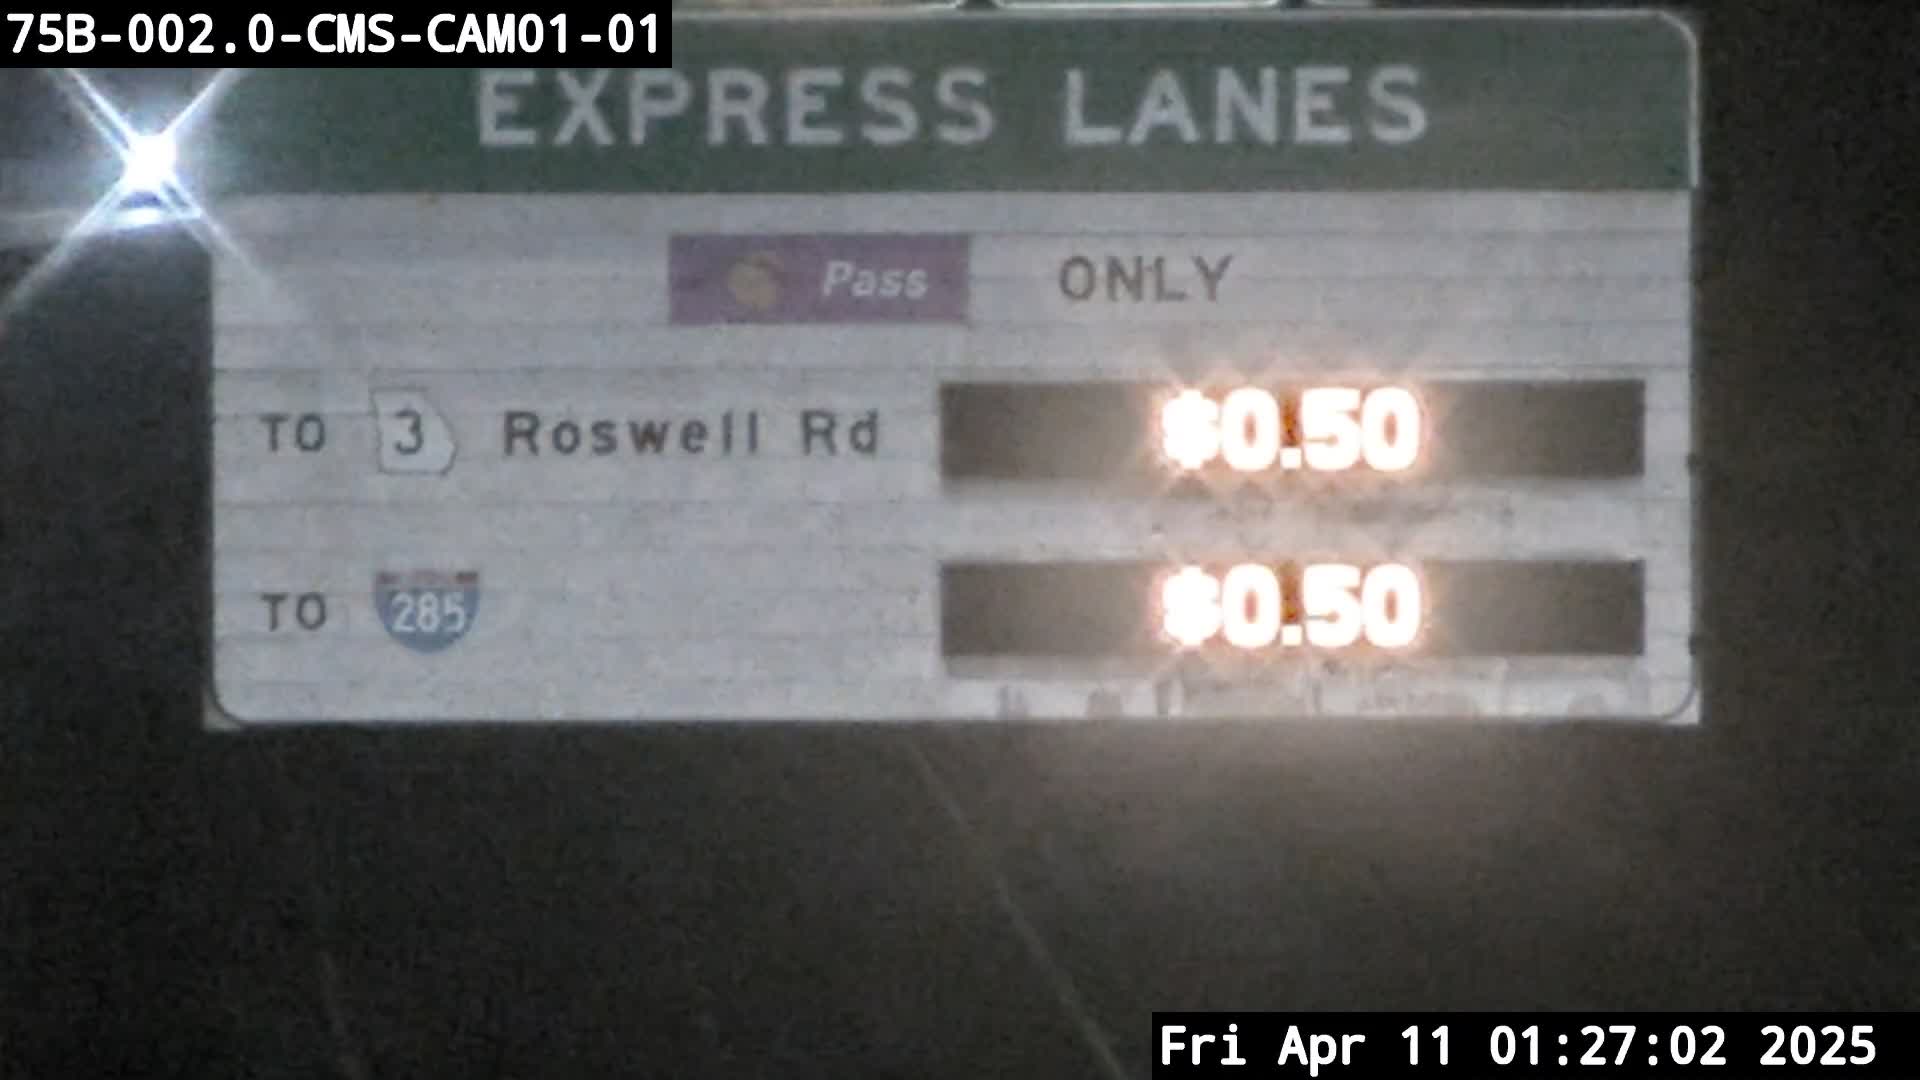 75B-002.0-CMS-CAM01-01
EXPRESS LANES
Pass ONLY
TO 3 Roswell Rd $0.50
TO 285 $0.50
Fri Apr 11 01:27:02 2025